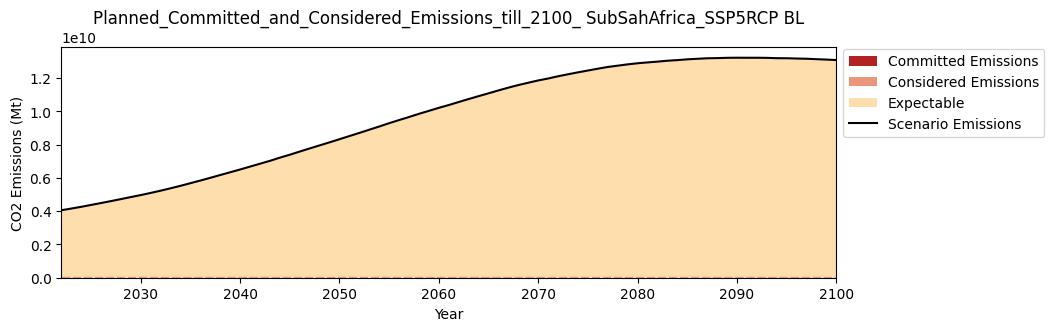 Planned_Committed_and_Considered_Emissions_till_2100_ SubSahAfrica_SSP5RCP BL
1e10
1.2
1.0
0.8
0.6
0.4
0.2
0.0
CO2 Emissions (Mt)
2030 2040 2050 2060 2070 2080 2090 2100
Year
Committed Emissions
Considered Emissions
Expectable
Scenario Emissions